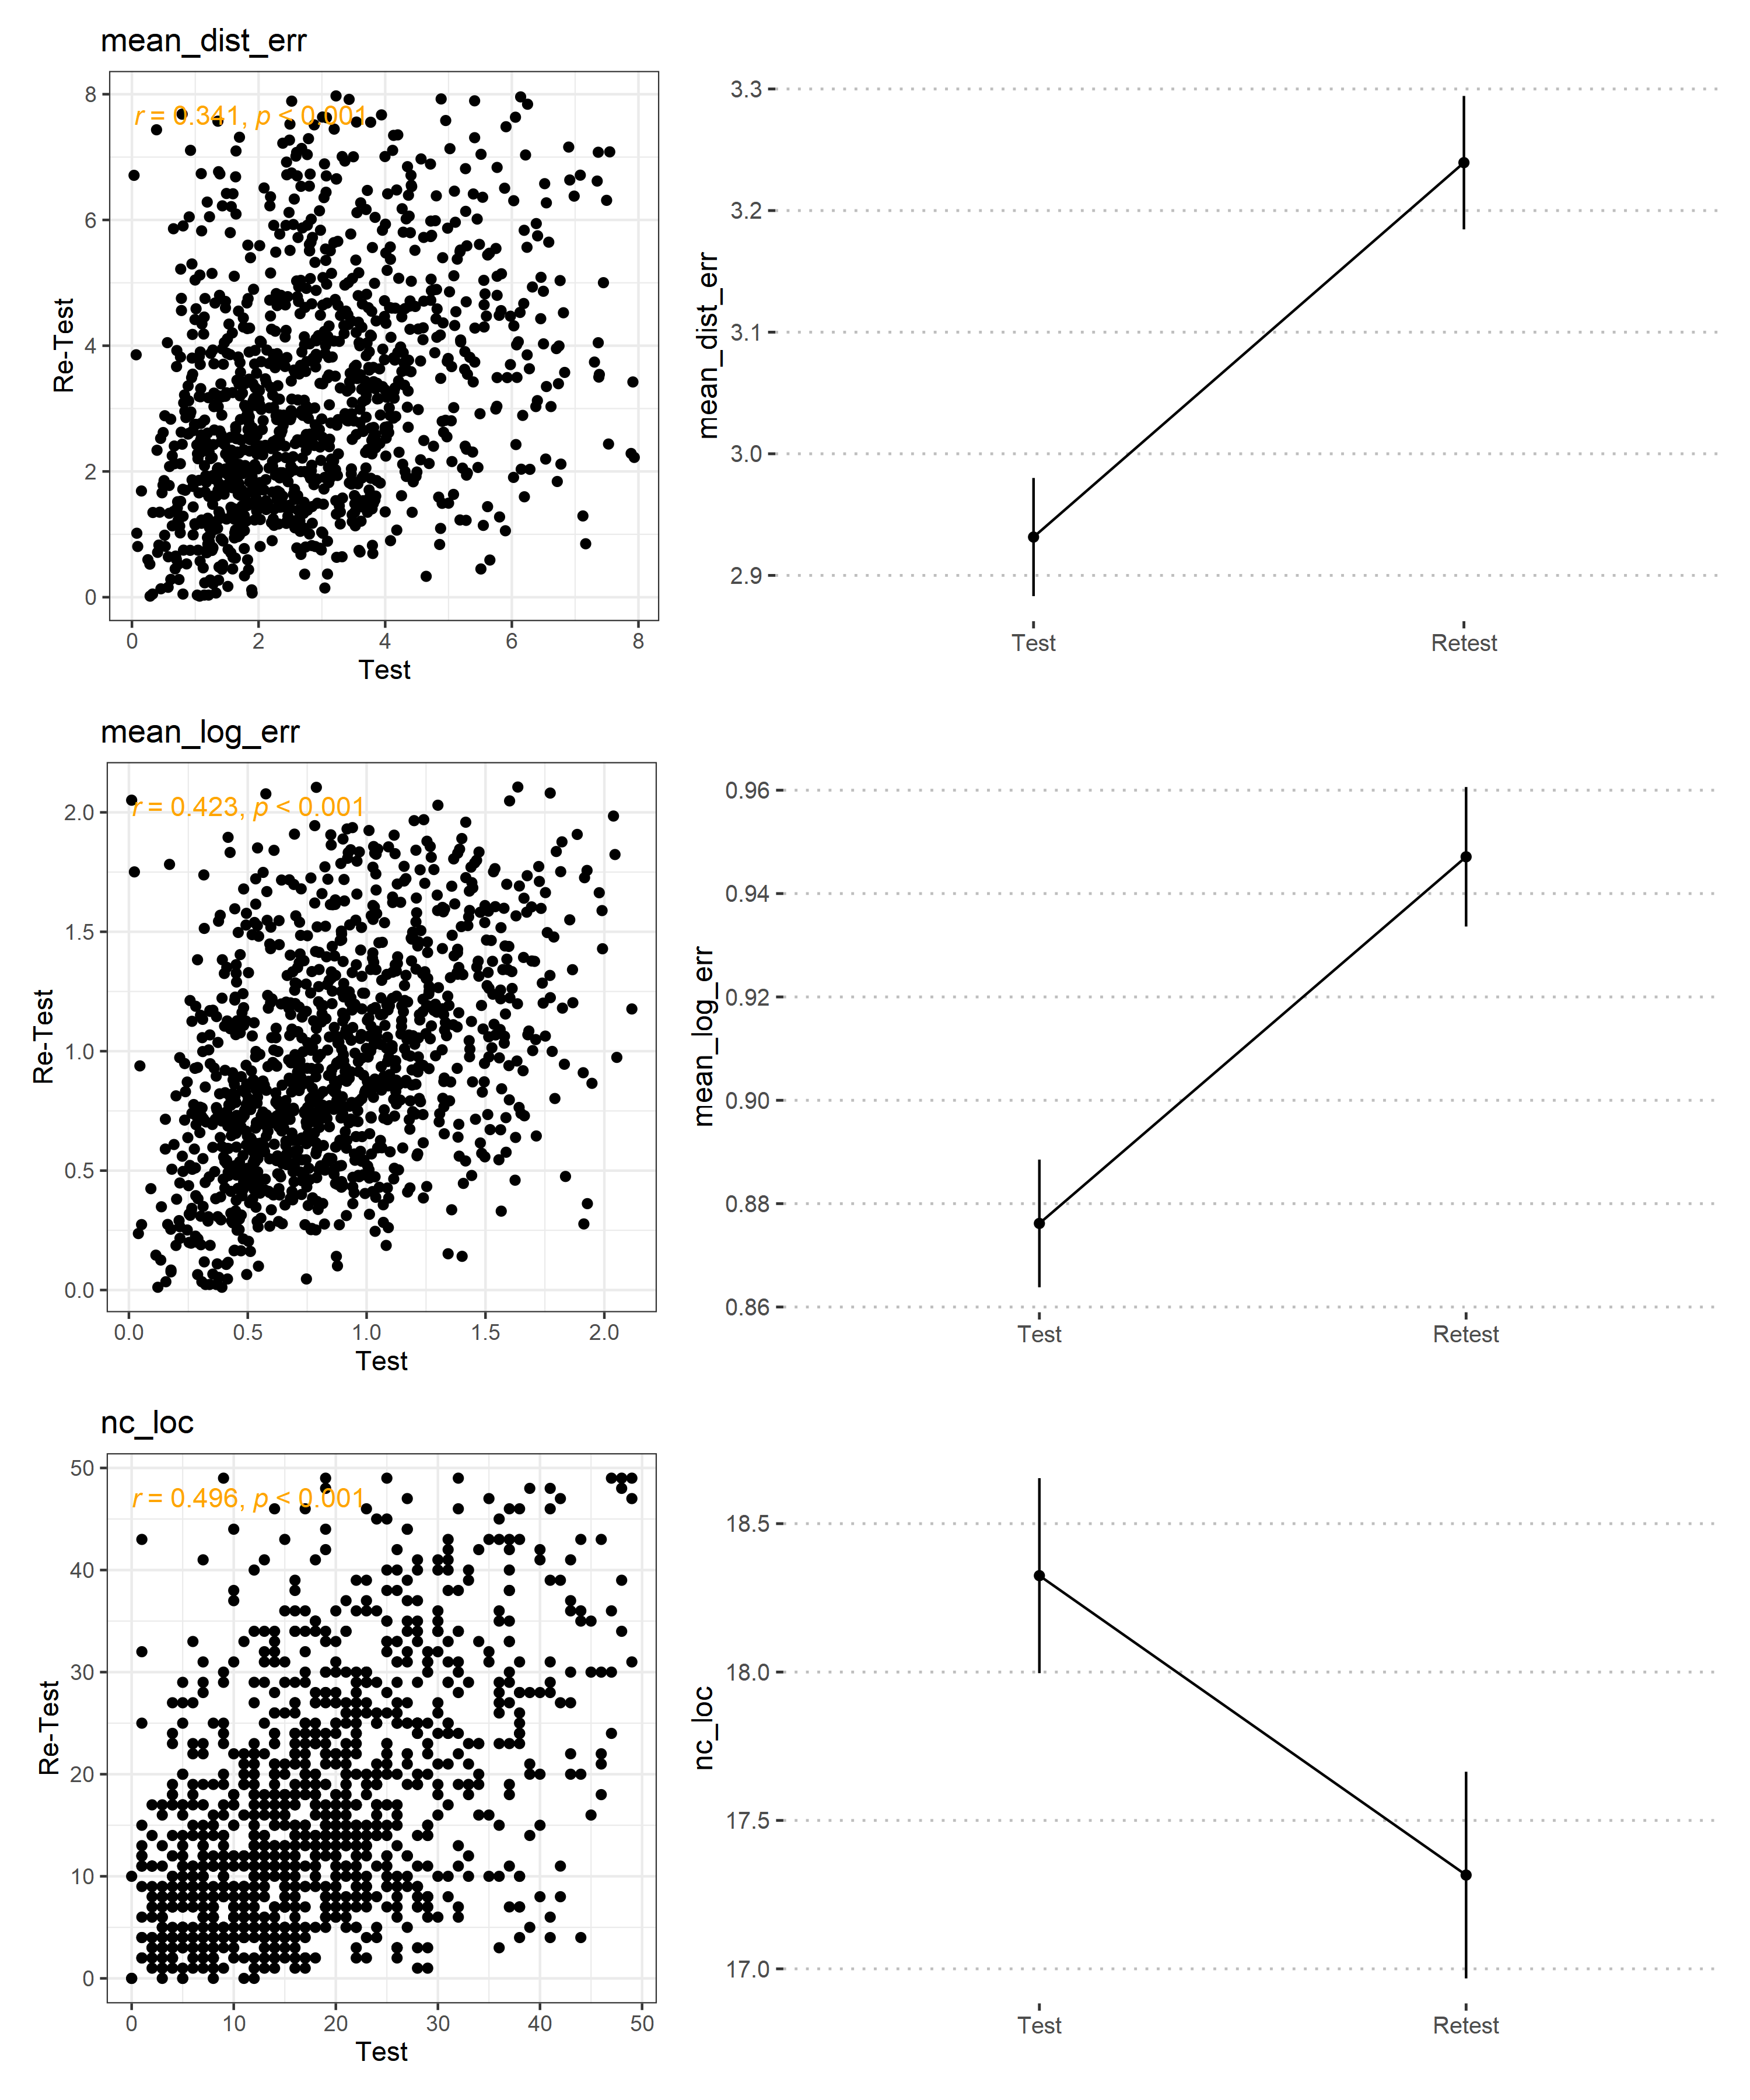 mean_dist_err
r = 0.341, p < 0.001
8
6
4
2
0
Re-Test
0 2 4 6 8
Test
3.3
3.2
3.1
3.0
2.9
mean_dist_err
Test Retest
mean_log_err
r = 0.423, p < 0.001
2.0
1.5
1.0
0.5
0.0
Re-Test
0.0 0.5 1.0 1.5 2.0
Test
0.96
0.94
0.92
0.90
0.88
0.86
mean_log_err
Test Retest
nc_loc
r = 0.496, p < 0.001
50
40
30
20
10
0
Re-Test
0 10 20 30 40 50
Test
18.5
18.0
17.5
17.0
nc_loc
Test Retest